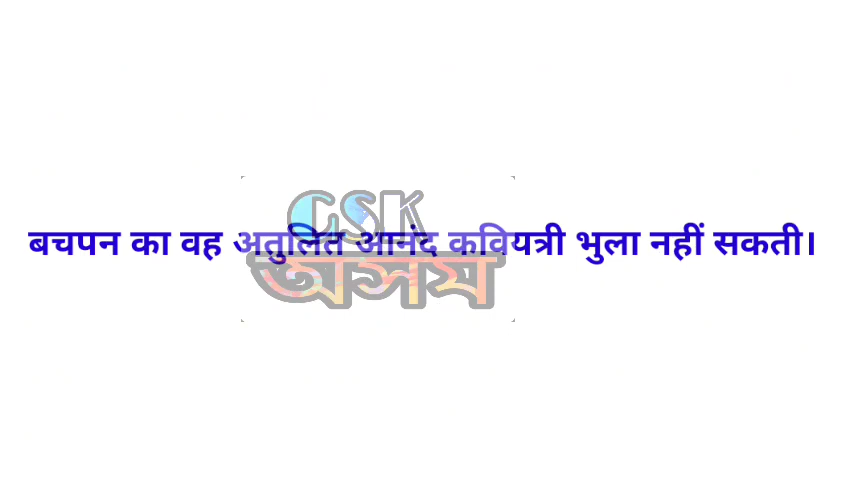 CSK
बचपन का वह अतुलित आनंद कवियत्री भुला नहीं सकती।
অসম